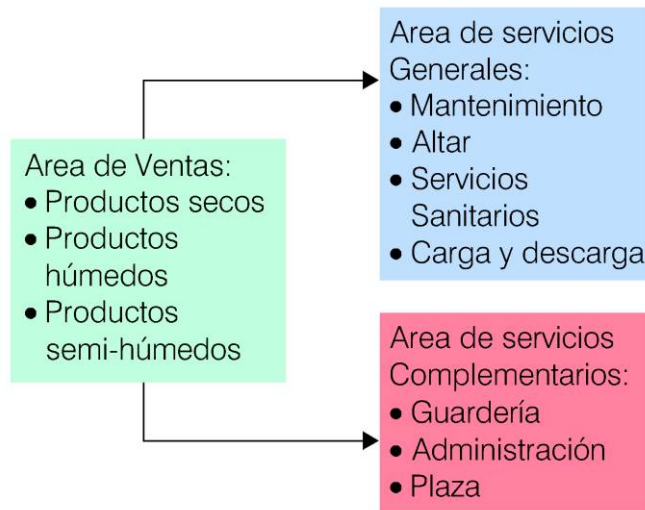 Area de Ventas:
• Productos secos
• Productos
húmedos
• Productos
semi-húmedos
Area de servicios
Generales:
• Mantenimiento
• Altar
• Servicios
Sanitarios
• Carga y descarga
Area de servicios
Complementarios:
• Guardería
• Administración
• Plaza